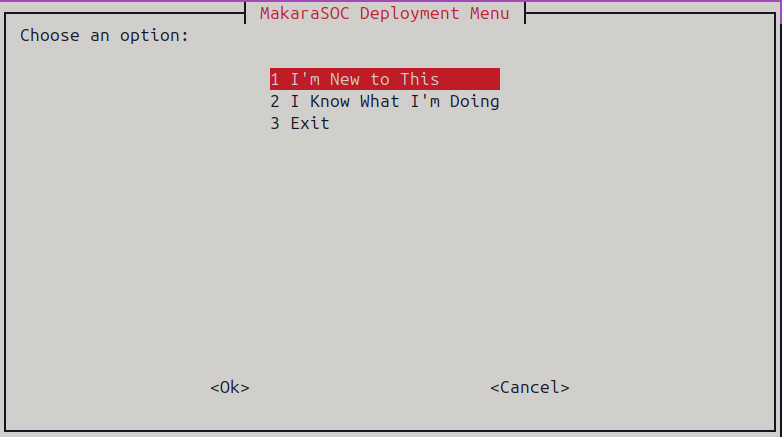 MakaraSOC Deployment Menu
Choose an option:
1 I'm New to This
2 I Know What I'm Doing
3 Exit
<Ok> <Cancel>